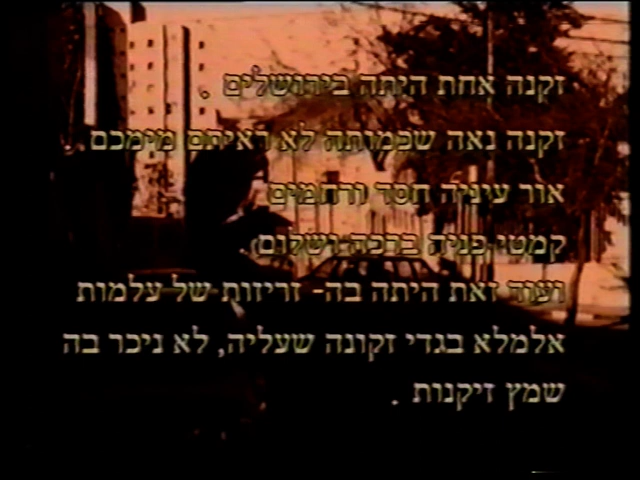 זקנה אחת היתה בירושלים .
זקנה נאה שכמותה לא ראיתם מימכם.
אור עיניה חסד ורחמים
קמטי פניה ברכה ושלום.
ועוד זאת היתה בה- זריזות של עלמות
אלמלא בגדי זקונה שעליה, לא ניכר בה
שמץ זיקנות .